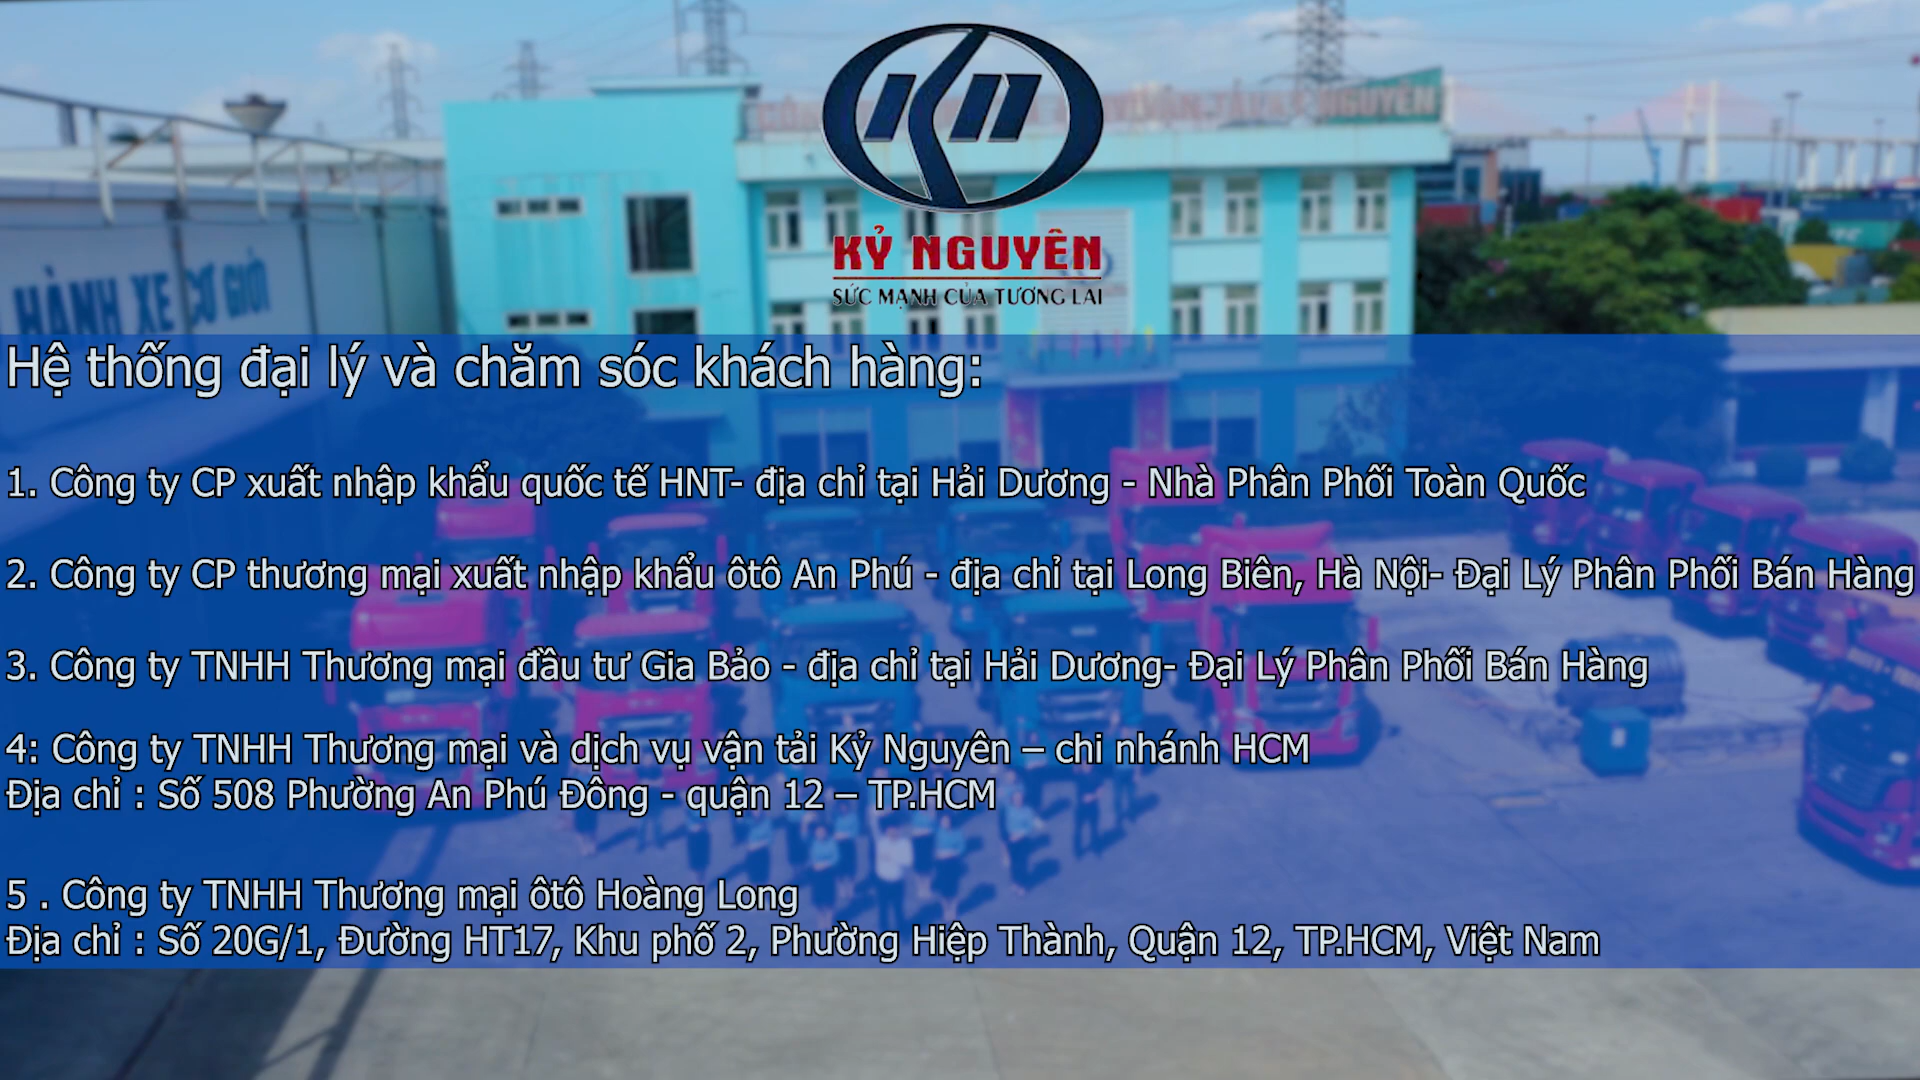 KỶ NGUYÊN
SỨC MẠNH CỦA TƯƠNG LAI
NGUYÊN
HÀNH XE CƠ GIỚI
Hệ thống đại lý và chăm sóc khách hàng:
1. Công ty CP xuất nhập khẩu quốc tế HNT- địa chỉ tại Hải Dương - Nhà Phân Phối Toàn Quốc
2. Công ty CP thương mại xuất nhập khẩu ôtô An Phú - địa chỉ tại Long Biên, Hà Nội- Đại Lý Phân Phối Bán Hàng
3. Công ty TNHH Thương mại đầu tư Gia Bảo - địa chỉ tại Hải Dương- Đại Lý Phân Phối Bán Hàng
4: Công ty TNHH Thương mại và dịch vụ vận tải Kỷ Nguyên – chi nhánh HCM
Địa chỉ : Số 508 Phường An Phú Đông - quận 12 – TP.HCM
5 . Công ty TNHH Thương mại ôtô Hoàng Long
Địa chỉ : Số 20G/1, Đường HT17, Khu phố 2, Phường Hiệp Thành, Quận 12, TP.HCM, Việt Nam